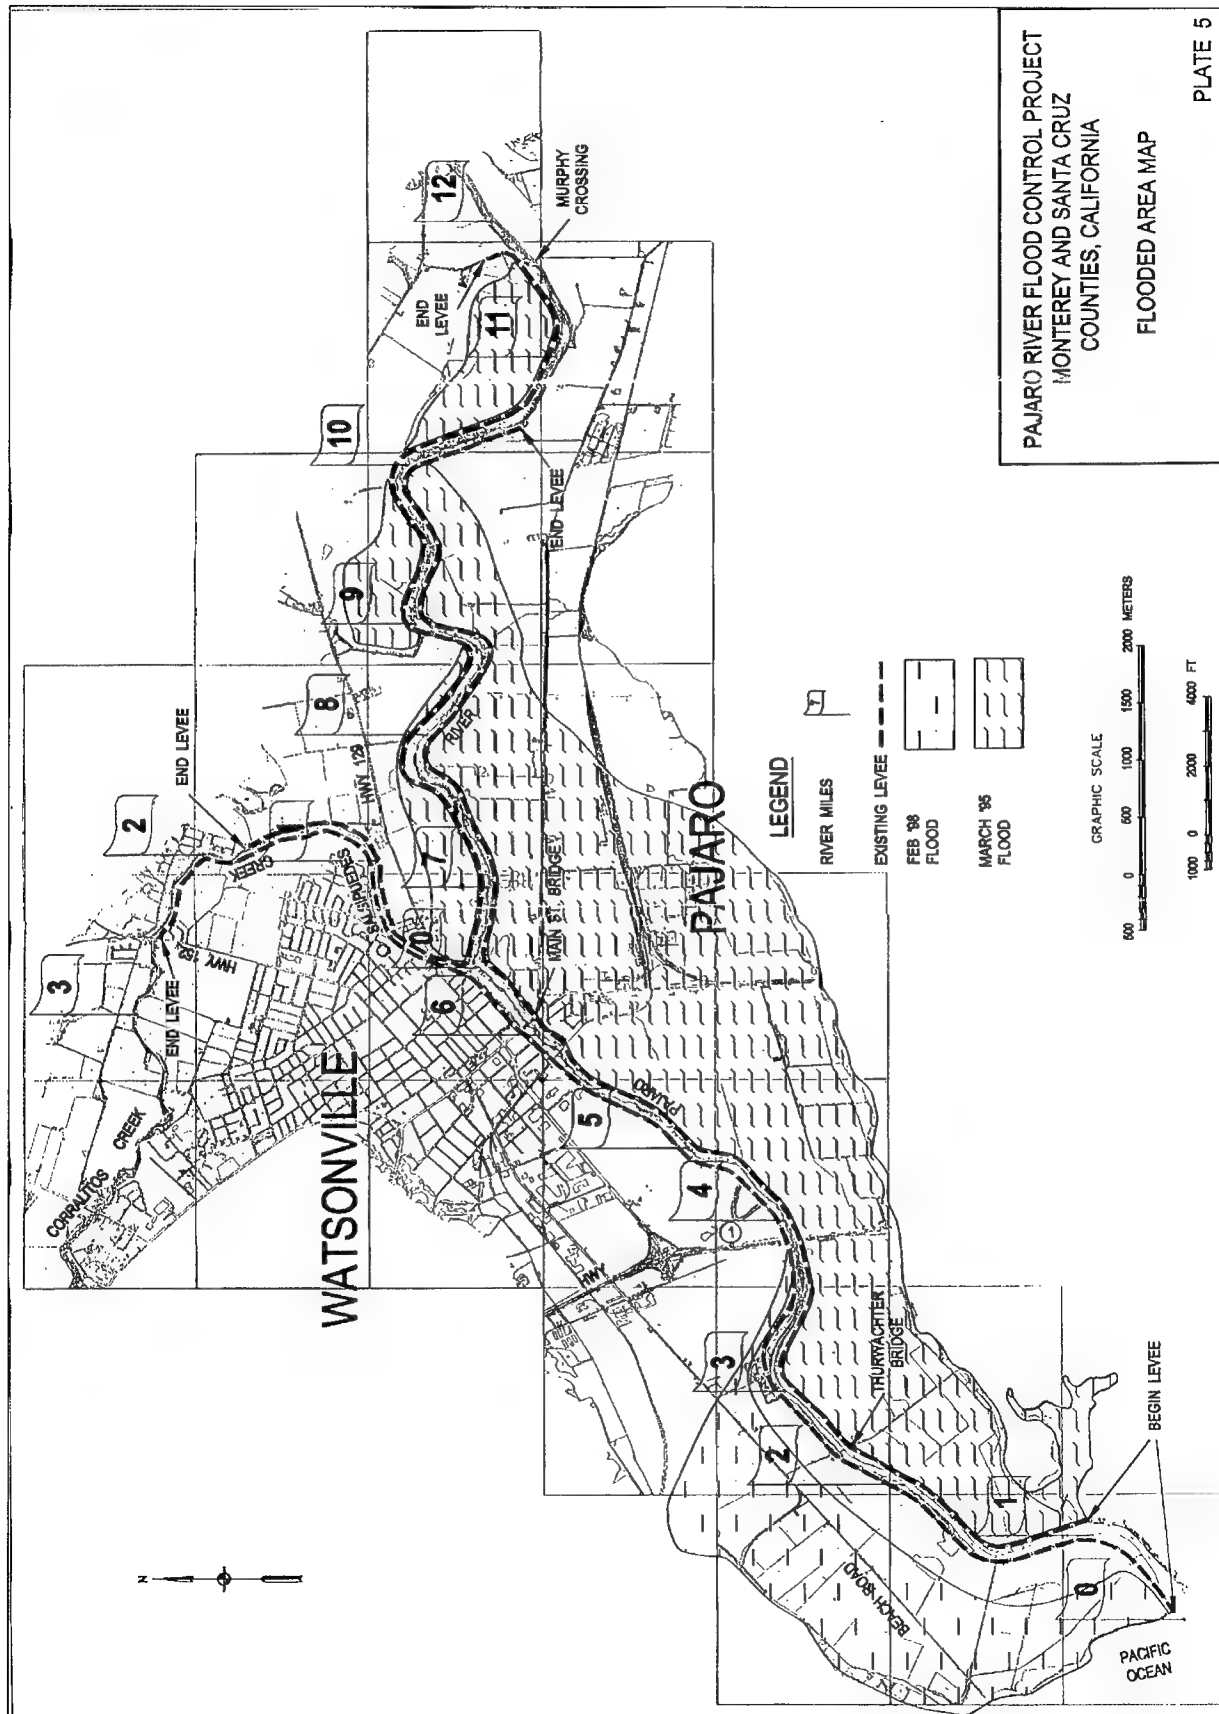 PAJARO RIVER FLOOD CONTROL PROJECT
MONTEREY AND SANTA CRUZ
COUNTIES, CALIFORNIA
FLOODED AREA MAP
PLATE 5
12
MURPHY
CROSSING
END
LEVEE
11
10
END LEVEE
9
8
RIVER
HWY 129
END LEVEE
2
CREEK
SALSIPUEDES
7
MAIN ST. BRIDGE
PAJARO
0
6
HWY 152
END LEVEE
3
CORRALITOS
CREEK
WATSONVILLE
5
PAJARO
4
1
HWY
3
THURWACHTER
BRIDGE
2
BEACH ROAD
1
0
BEGIN LEVEE
PACIFIC
OCEAN
N
LEGEND
RIVER MILES
EXISTING LEVEE
FEB '98
FLOOD
MARCH '95
FLOOD
GRAPHIC SCALE
500 0 500 1000 1500 2000 METERS
1000 0 2000 4000 FT